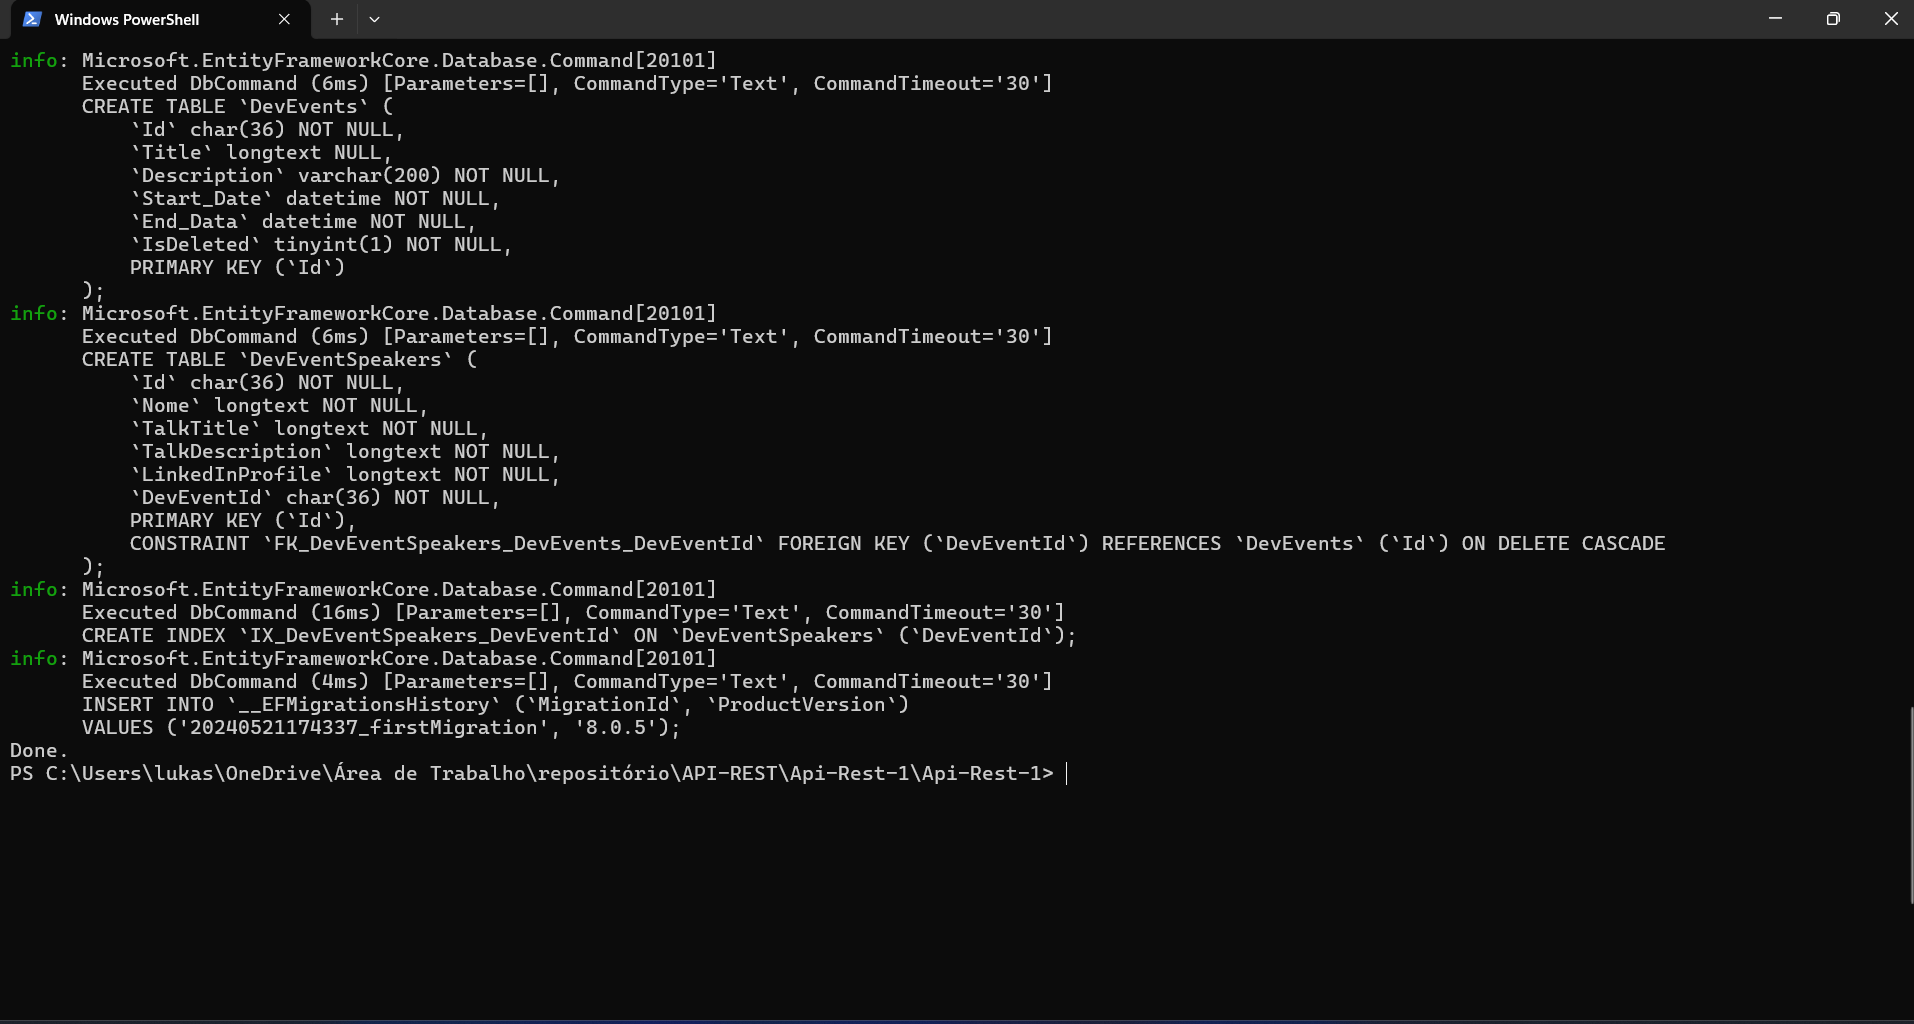 Windows PowerShell
info: Microsoft.EntityFrameworkCore.Database.Command[20101]
      Executed DbCommand (6ms) [Parameters=[], CommandType='Text', CommandTimeout='30']
      CREATE TABLE `DevEvents` (
          `Id` char(36) NOT NULL,
          `Title` longtext NULL,
          `Description` varchar(200) NOT NULL,
          `Start_Date` datetime NOT NULL,
          `End_Data` datetime NOT NULL,
          `IsDeleted` tinyint(1) NOT NULL,
          PRIMARY KEY (`Id`)
      );
info: Microsoft.EntityFrameworkCore.Database.Command[20101]
      Executed DbCommand (6ms) [Parameters=[], CommandType='Text', CommandTimeout='30']
      CREATE TABLE `DevEventSpeakers` (
          `Id` char(36) NOT NULL,
          `Nome` longtext NOT NULL,
          `TalkTitle` longtext NOT NULL,
          `TalkDescription` longtext NOT NULL,
          `LinkedInProfile` longtext NOT NULL,
          `DevEventId` char(36) NOT NULL,
          PRIMARY KEY (`Id`),
          CONSTRAINT `FK_DevEventSpeakers_DevEvents_DevEventId` FOREIGN KEY (`DevEventId`) REFERENCES `DevEvents` (`Id`) ON DELETE CASCADE
      );
info: Microsoft.EntityFrameworkCore.Database.Command[20101]
      Executed DbCommand (16ms) [Parameters=[], CommandType='Text', CommandTimeout='30']
      CREATE INDEX `IX_DevEventSpeakers_DevEventId` ON `DevEventSpeakers` (`DevEventId`);
info: Microsoft.EntityFrameworkCore.Database.Command[20101]
      Executed DbCommand (4ms) [Parameters=[], CommandType='Text', CommandTimeout='30']
      INSERT INTO `__EFMigrationsHistory` (`MigrationId`, `ProductVersion`)
      VALUES ('20240521174337_firstMigration', '8.0.5');
Done.
PS C:\Users\lukas\OneDrive\Área de Trabalho\repositório\API-REST\Api-Rest-1\Api-Rest-1>